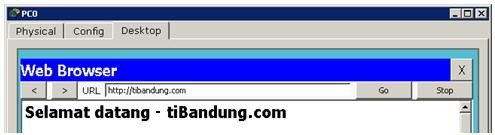 PC0
Physical Config Desktop
Web Browser X
< > URL http://tibandung.com Go Stop
Selamat datang - tiBandung.com